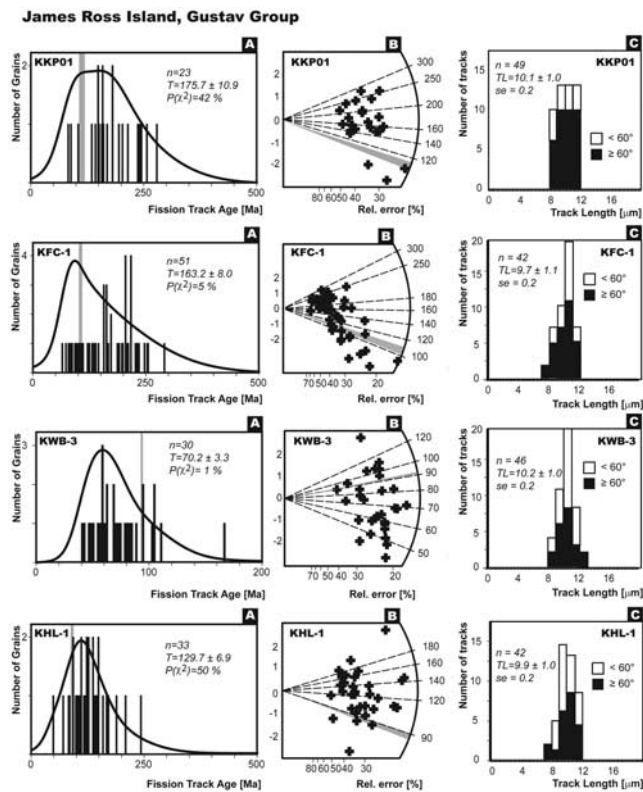 James Ross Island, Gustav Group
A
KKP01
n=23
T=175.7 ± 10.9
P(χ2)=42 %
Number of Grains
2
0
250
500
Fission Track Age [Ma]
B
KKP01
2
1
0
-1
-2
300
250
200
160
140
120
80 60 50 40
30
Rel. error [%]
C
KKP01
n = 49
TL=10.1 ± 1.0
se = 0.2
< 60°
≥ 60°
Number of tracks
15
10
5
0
0
8
12
Track Length [μm]
A
KFC-1
n=51
T=163.2 ± 8.0
P(χ2)=5 %
Number of Grains
4
0
250
500
Fission Track Age [Ma]
B
KFC-1
2
1
0
-1
-2
300
250
180
160
140
120
100
70 50 40
30
20
Rel. error [%]
C
KFC-1
n = 42
TL=9.7 ± 1.1
se = 0.2
< 60°
≥ 60°
Number of tracks
20
15
10
5
0
0
8
12
Track Length [μm]
A
KWB-3
n=30
T=70.2 ± 3.3
P(χ2)= 1 %
Number of Grains
3
0
100
200
Fission Track Age [Ma]
B
KWB-3
2
1
0
-1
-2
120
100
90
80
70
60
50
70 50 40
30
20
Rel. error [%]
C
KWB-3
n = 46
TL=10.2 ± 1.0
se = 0.2
< 60°
≥ 60°
Number of tracks
20
15
10
5
0
0
8
12
Track Length [μm]
A
KHL-1
n=33
T=129.7 ± 6.9
P(χ2)=50 %
Number of Grains
2
0
250
500
Fission Track Age [Ma]
B
KHL-1
2
1
0
-1
-2
180
160
140
120
90
80 60 50 40
30
Rel. error [%]
C
KHL-1
n = 42
TL=9.9 ± 1.0
se = 0.2
< 60°
≥ 60°
Number of tracks
15
10
5
0
0
8
12
16
Track Length [μm]